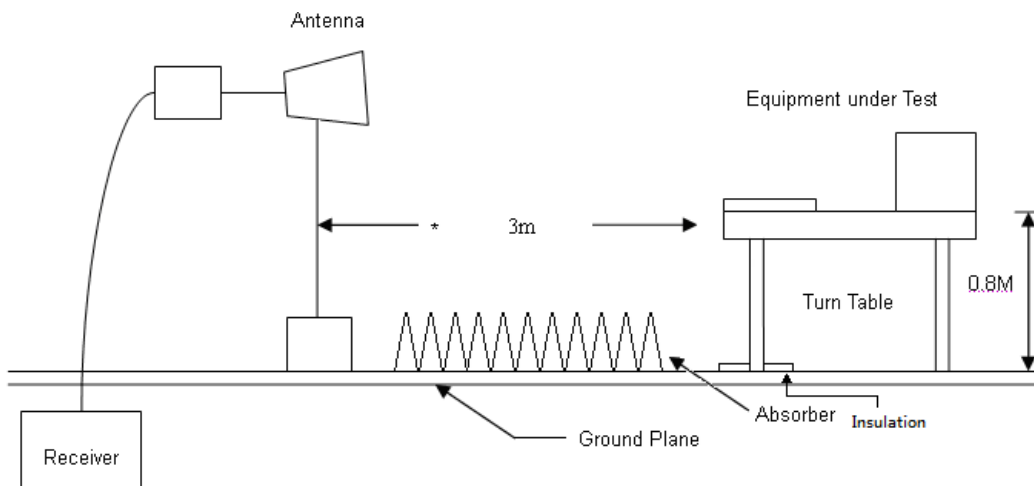 Antenna
Equipment under Test
* 3m
0.8M
Turn Table
Absorber
Insulation
Ground Plane
Receiver